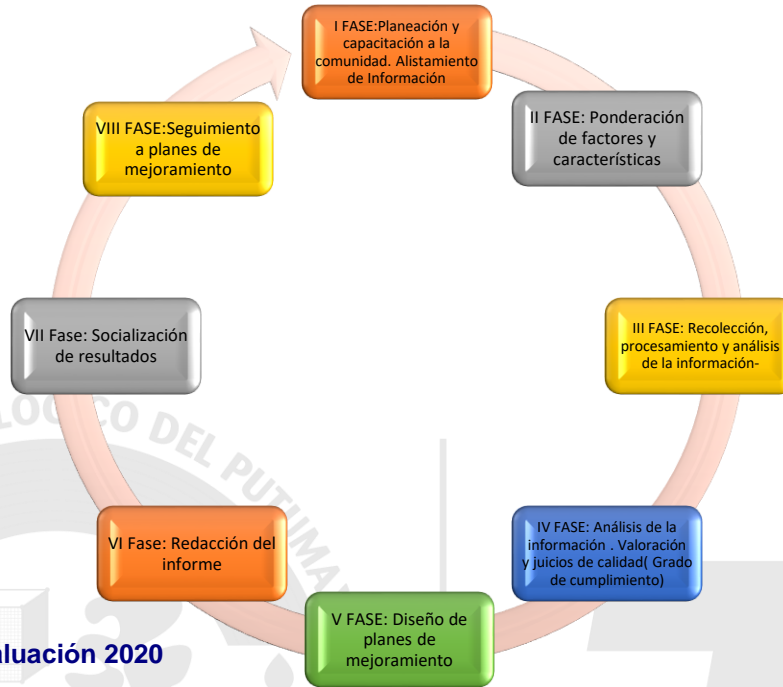 I FASE:Planeación y
capacitación a la
comunidad. Alistamiento
de Información
II FASE: Ponderación
de factores y
características
III FASE: Recolección,
procesamiento y análisis
de la información-
IV FASE: Análisis de la
información . Valoración
y juicios de calidad( Grado
de cumplimiento)
V FASE: Diseño de
planes de
mejoramiento
VI Fase: Redacción del
informe
VII Fase: Socialización
de resultados
VIII FASE:Seguimiento
a planes de
mejoramiento
DEL
2020